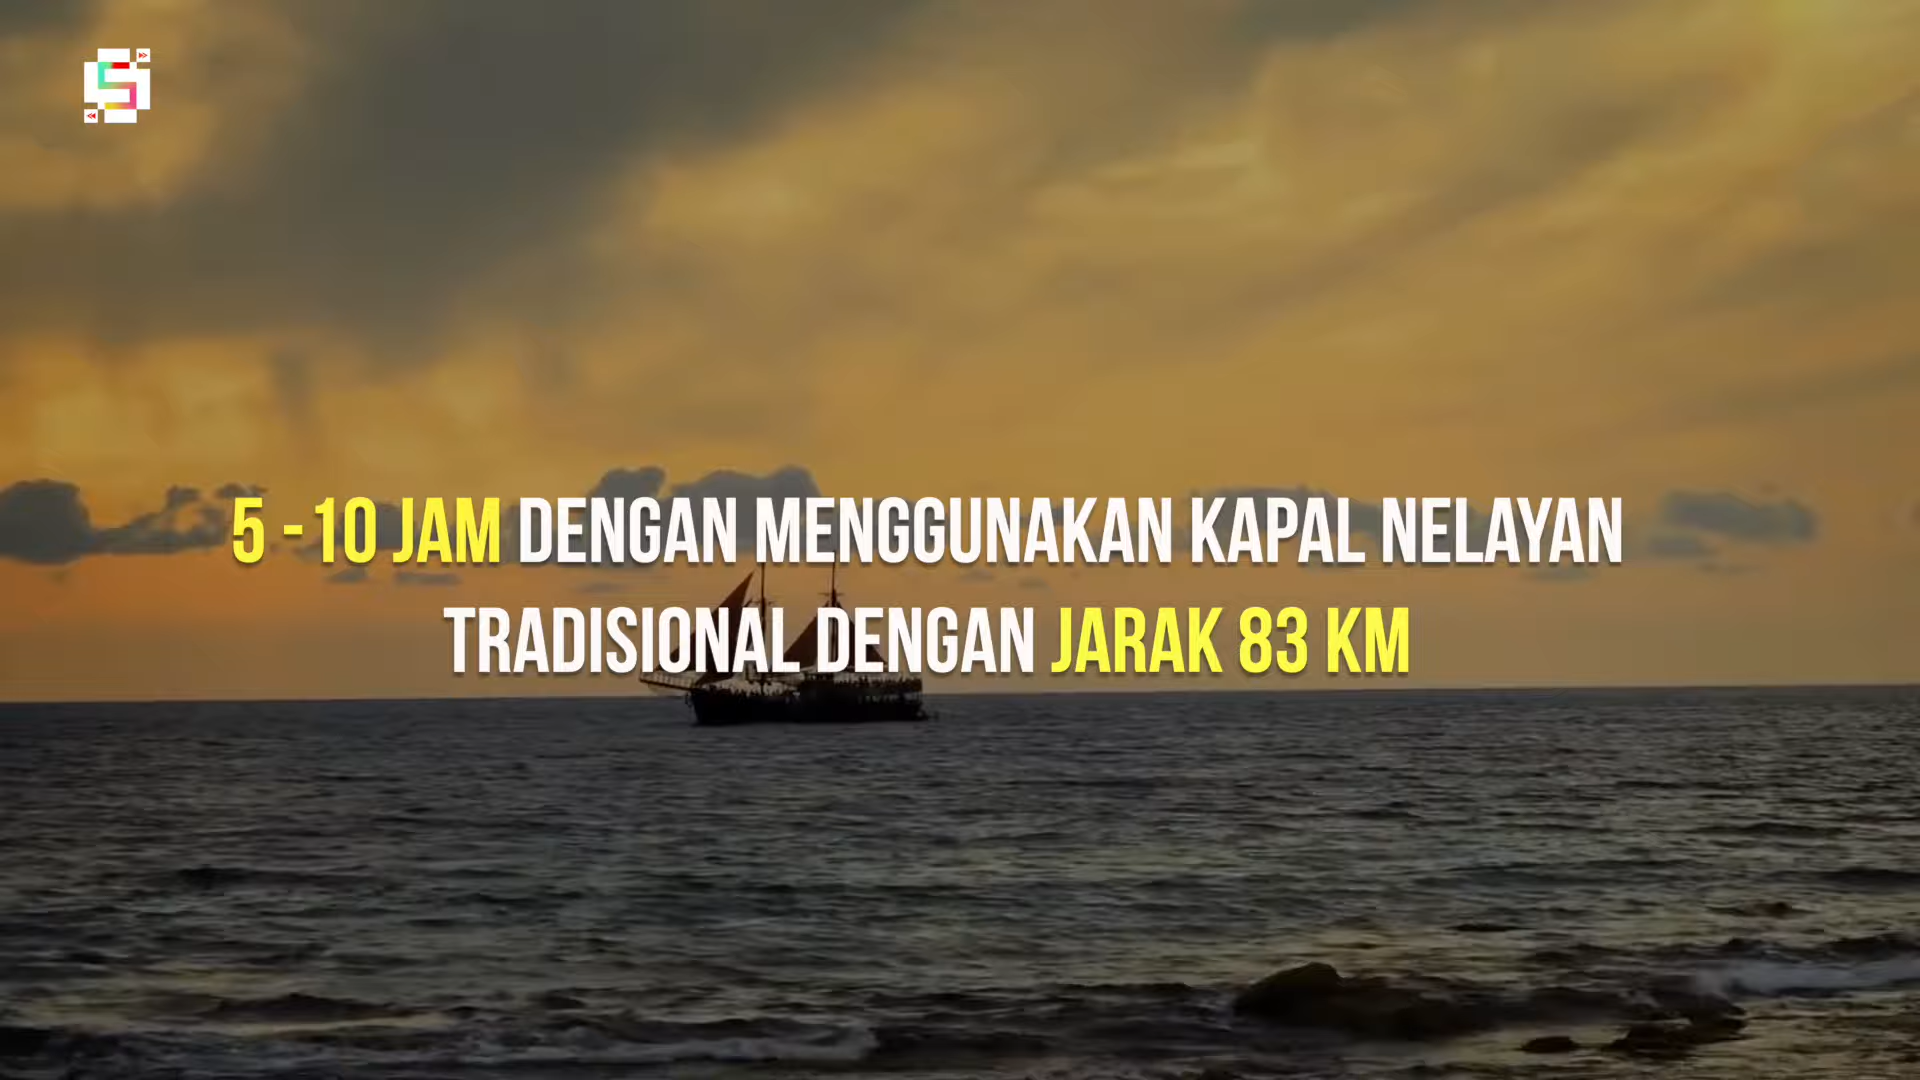 5 -10 JAM DENGAN MENGGUNAKAN KAPAL NELAYAN
TRADISIONAL DENGAN JARAK 83 KM